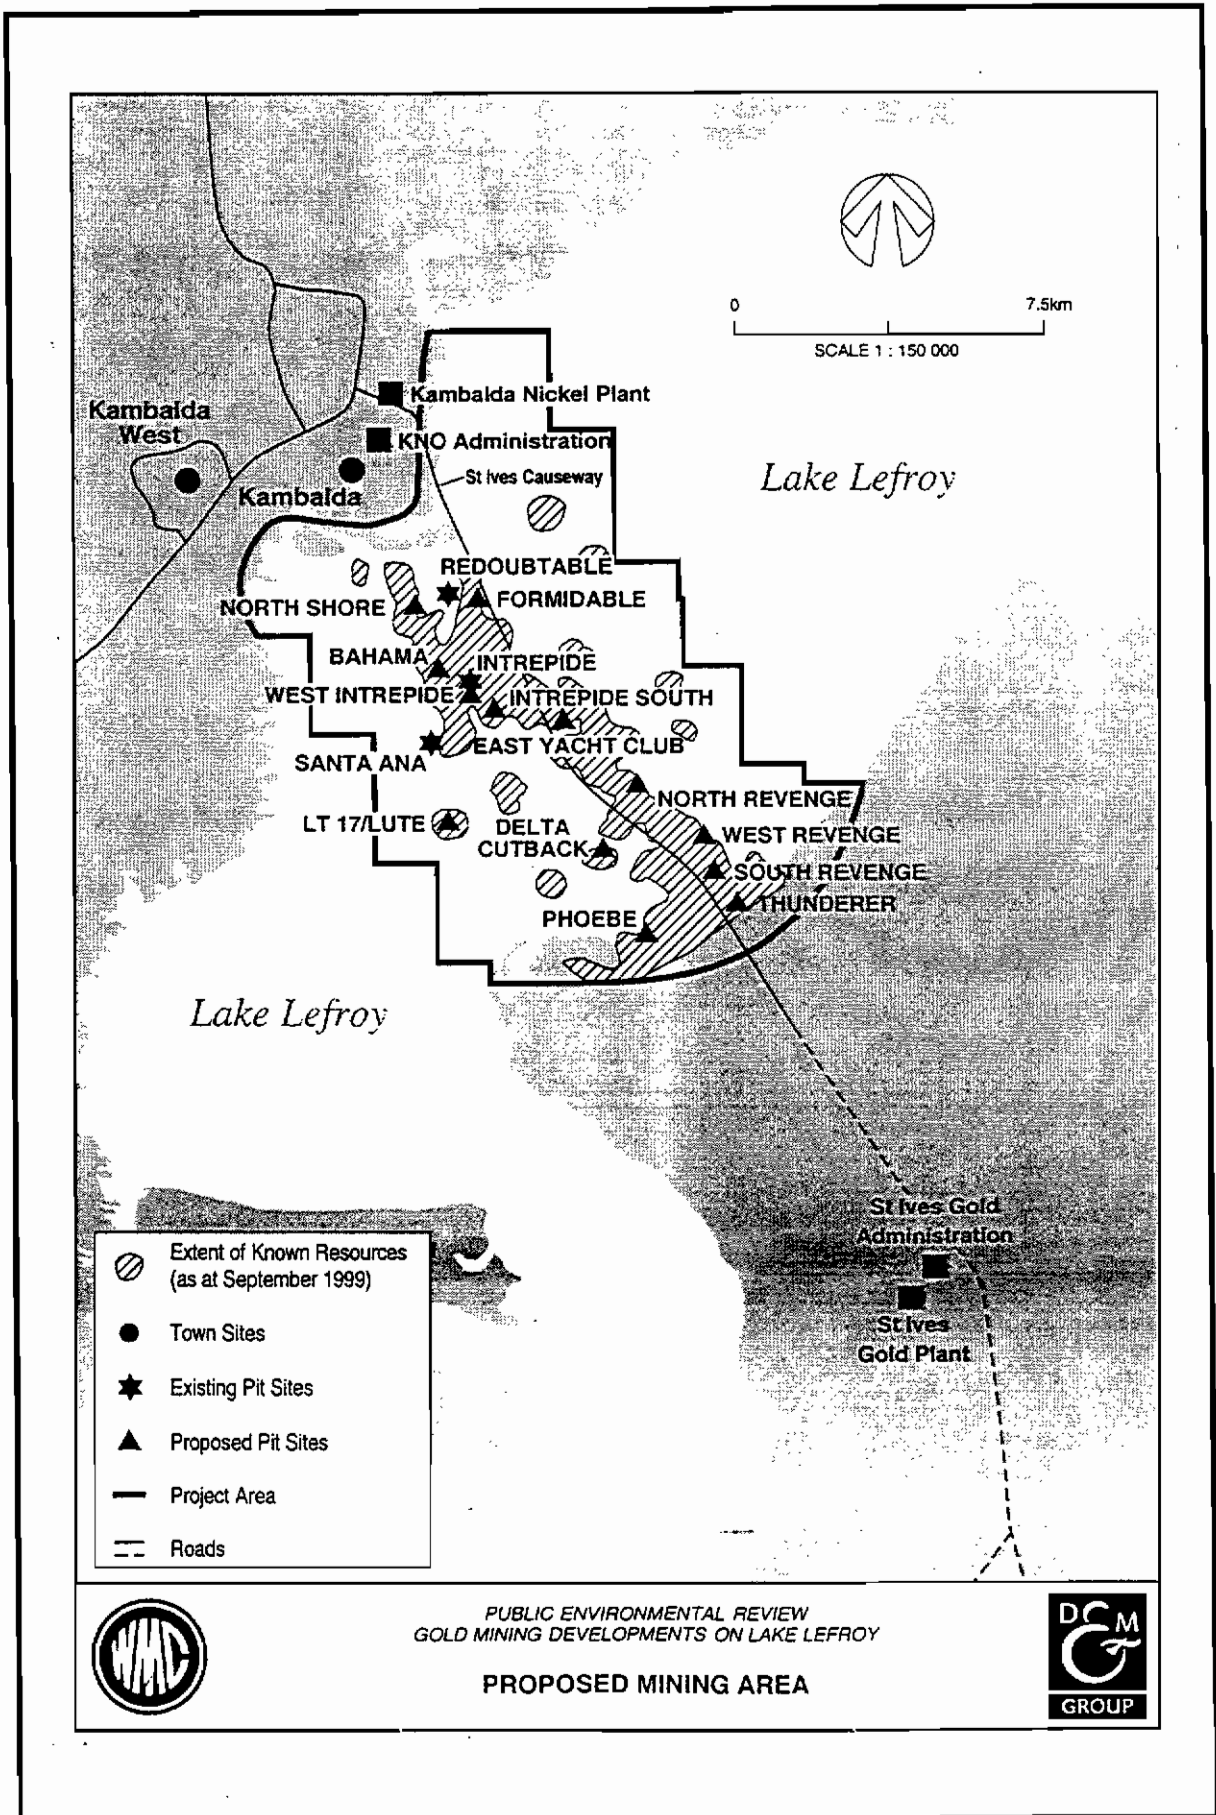 0 7.5km
SCALE 1 : 150 000
Kambalda Nickel Plant
Kambalda
West
KNO Administration
Lake Lefroy
St Ives Causeway
Kambalda
REDOUBTABLE
NORTH SHORE
FORMIDABLE
BAHAMA
INTREPIDE
WEST INTREPIDE
INTREPIDE SOUTH
EAST YACHT CLUB
SANTA ANA
NORTH REVENGE
LT 17/LUTE
DELTA
CUTBACK
WEST REVENGE
SOUTH REVENGE
THUNDERER
PHOEBE
Lake Lefroy
St Ives Gold
Administration
St Ives
Gold Plant
Extent of Known Resources
(as at September 1999)
Town Sites
Existing Pit Sites
Proposed Pit Sites
Project Area
Roads
WMC
PUBLIC ENVIRONMENTAL REVIEW
GOLD MINING DEVELOPMENTS ON LAKE LEFROY
PROPOSED MINING AREA
D&M
GROUP